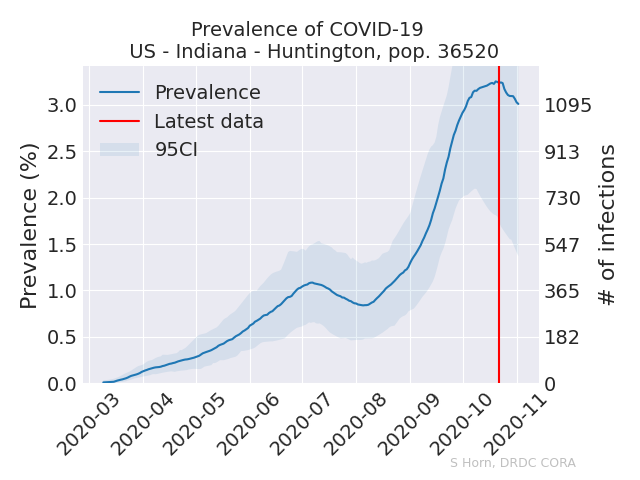 Prevalence of COVID-19
US - Indiana - Huntington, pop. 36520
Prevalence
Latest data
95CI
Prevalence (%)
3.0
2.5
2.0
1.5
1.0
0.5
0.0
1095
913
730
547
365
182
0
# of infections
2020-03
2020-04
2020-05
2020-06
2020-07
2020-08
2020-09
2020-10
2020-11
S Horn, DRDC CORA